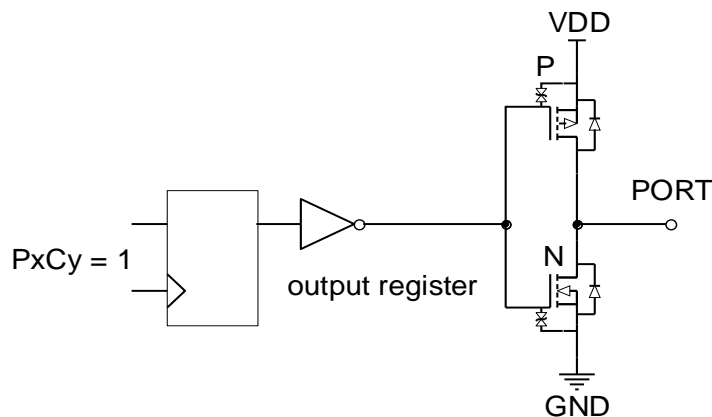 VDD
P
PORT
PxCy = 1
N
output register
GND